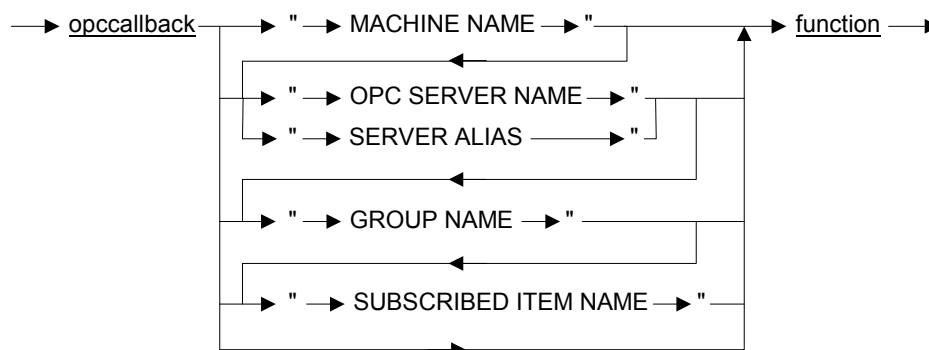 opccallback " MACHINE NAME " function
" OPC SERVER NAME "
" SERVER ALIAS "
" GROUP NAME "
" SUBSCRIBED ITEM NAME "